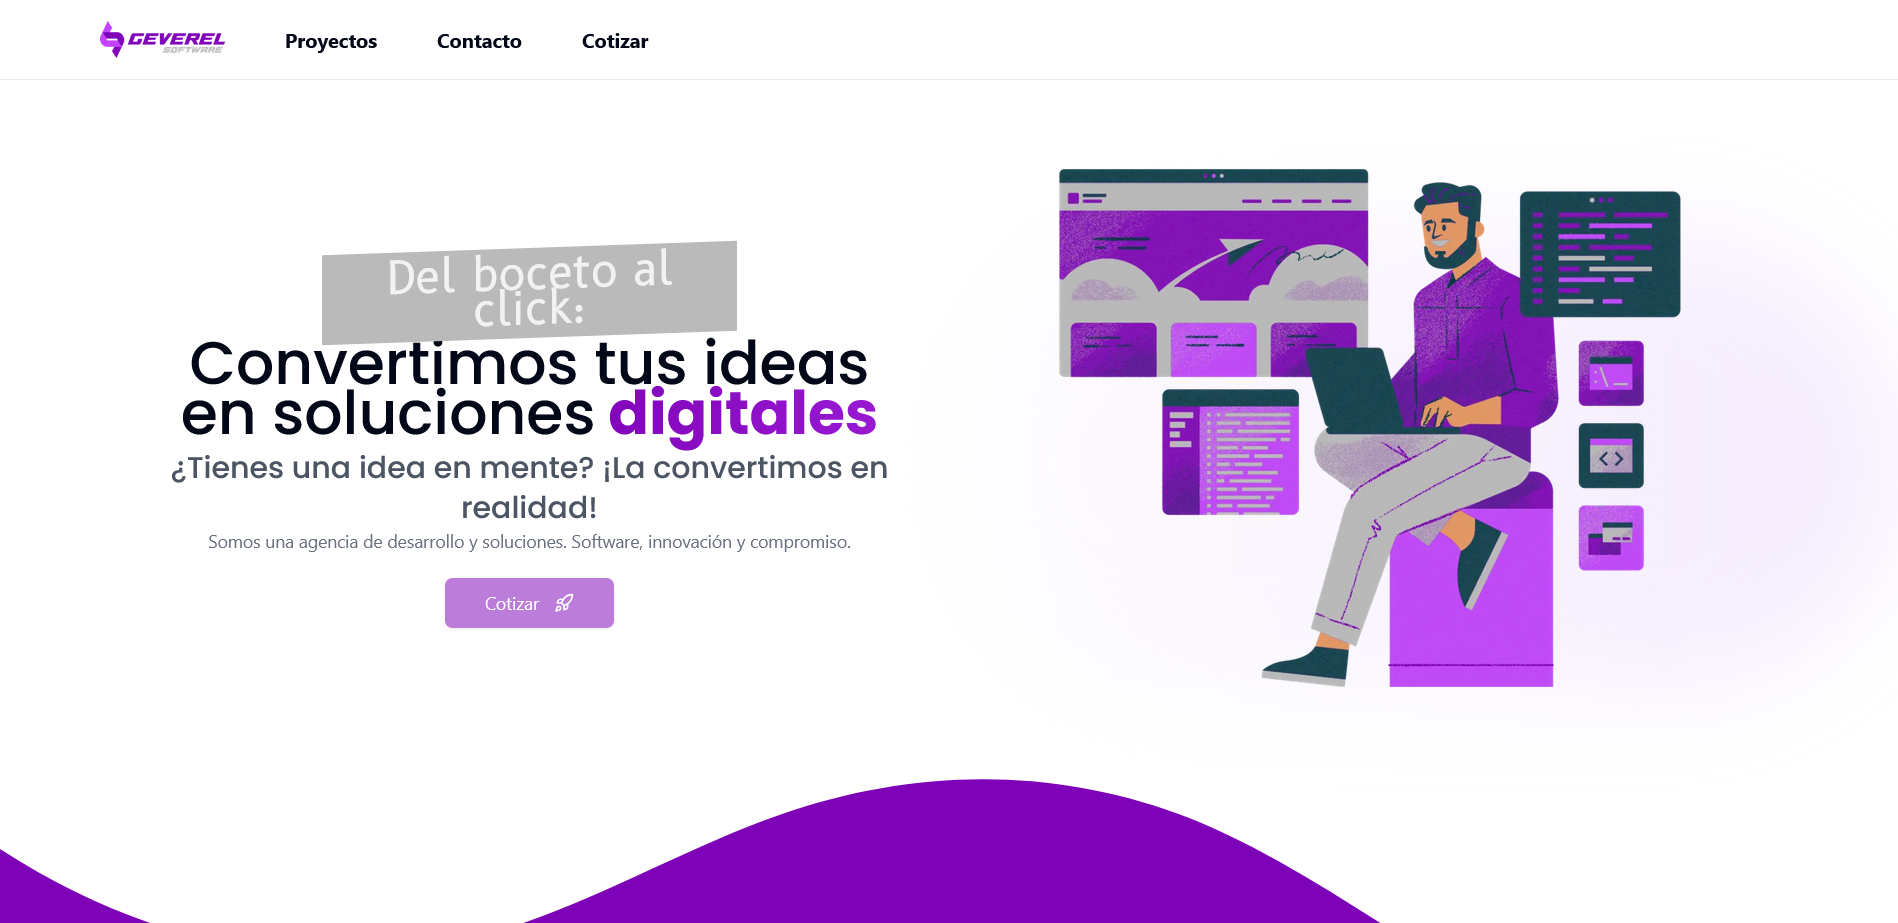 GEVEREL
SOFTWARE
Proyectos
Contacto
Cotizar
Del boceto al
click:
Convertimos tus ideas
en soluciones digitales
¿Tienes una idea en mente? ¡La convertimos en
realidad!
Somos una agencia de desarrollo y soluciones. Software, innovación y compromiso.
Cotizar